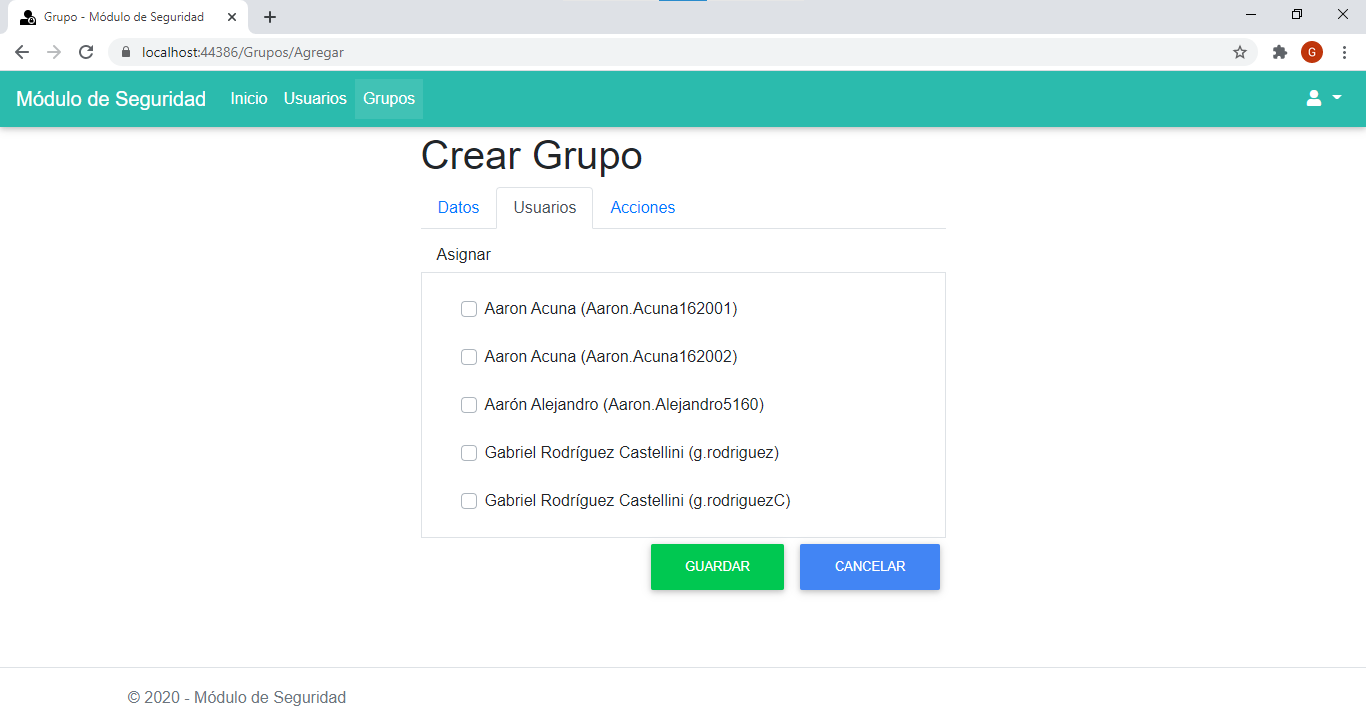 Grupo - Módulo de Seguridad
localhost:44386/Grupos/Agregar
G
Módulo de Seguridad Inicio Usuarios Grupos
Crear Grupo
Datos Usuarios Acciones
Asignar
Aaron Acuna (Aaron.Acuna162001)
Aaron Acuna (Aaron.Acuna162002)
Aarón Alejandro (Aaron.Alejandro5160)
Gabriel Rodríguez Castellini (g.rodriguez)
Gabriel Rodríguez Castellini (g.rodriguezC)
GUARDAR CANCELAR
© 2020 - Módulo de Seguridad